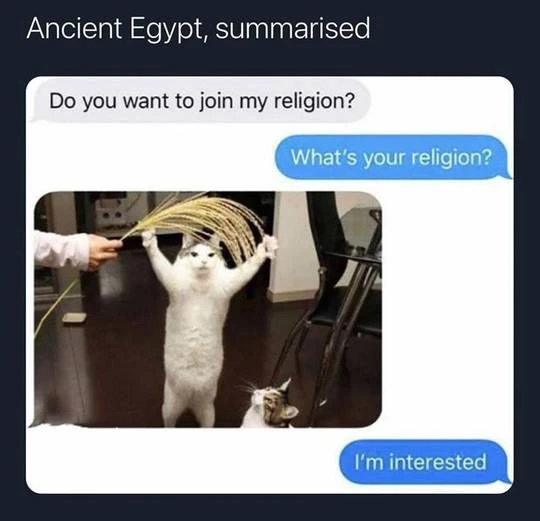 Ancient Egypt, summarised
Do you want to join my religion?
What's your religion?
I'm interested